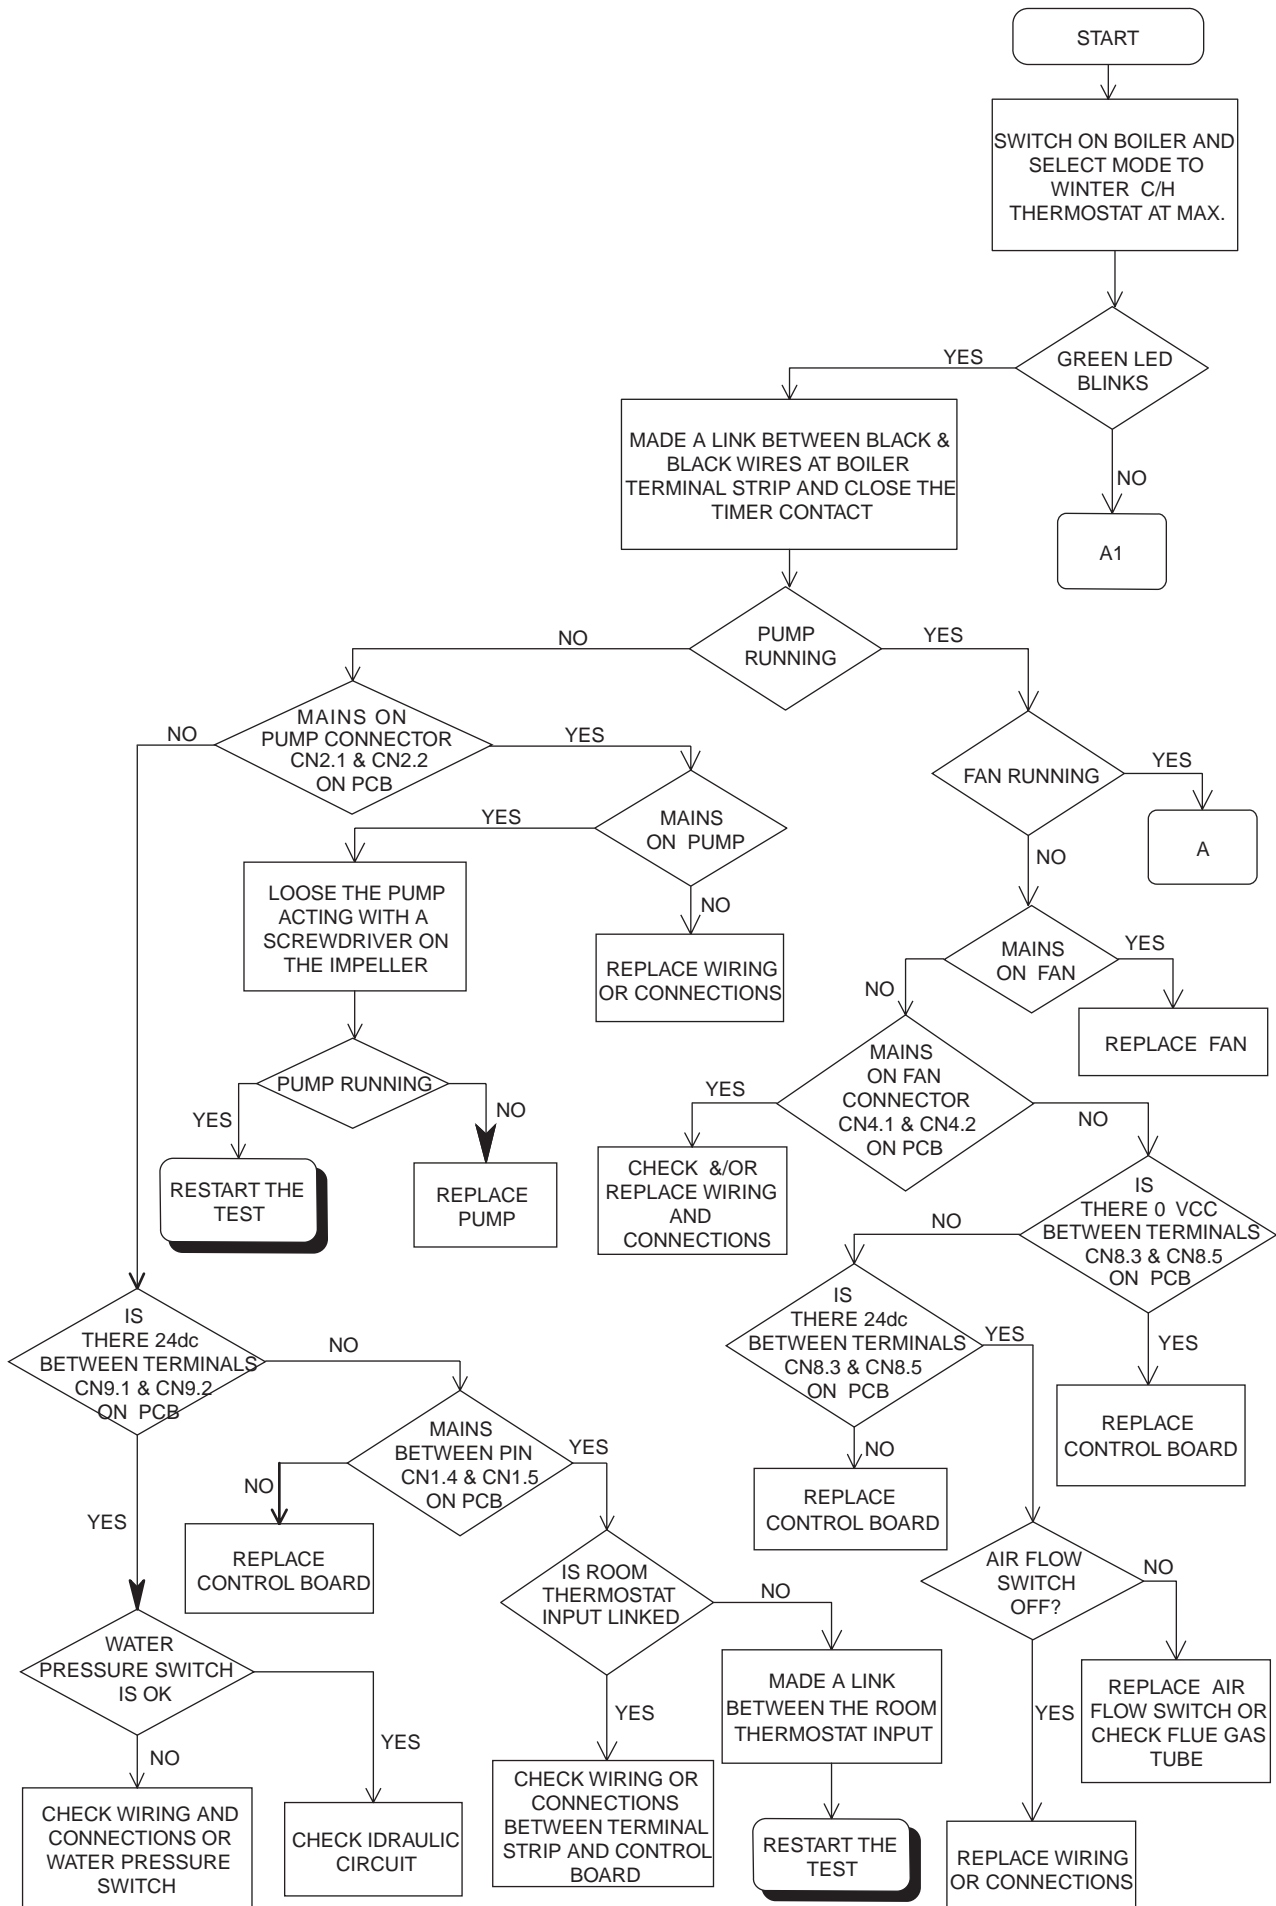 START
SWITCH ON BOILER AND
SELECT MODE TO
WINTER C/H
THERMOSTAT AT MAX.
GREEN LED
BLINKS
YES
NO
A1
MADE A LINK BETWEEN BLACK &
BLACK WIRES AT BOILER
TERMINAL STRIP AND CLOSE THE
TIMER CONTACT
PUMP
RUNNING
NO
YES
MAINS ON
PUMP CONNECTOR
CN2.1 & CN2.2
ON PCB
NO
YES
FAN RUNNING
YES
A
NO
MAINS
ON PUMP
YES
NO
LOOSE THE PUMP
ACTING WITH A
SCREWDRIVER ON
THE IMPELLER
REPLACE WIRING
OR CONNECTIONS
MAINS
ON FAN
YES
NO
REPLACE FAN
PUMP RUNNING
YES
NO
RESTART THE
TEST
REPLACE
PUMP
MAINS
ON FAN
CONNECTOR
CN4.1 & CN4.2
ON PCB
YES
NO
CHECK &/OR
REPLACE WIRING
AND
CONNECTIONS
IS
THERE 0 VCC
BETWEEN TERMINALS
CN8.3 & CN8.5
ON PCB
NO
YES
REPLACE
CONTROL BOARD
IS
THERE 24dc
BETWEEN TERMINALS
CN8.3 & CN8.5
ON PCB
YES
NO
REPLACE
CONTROL BOARD
IS
THERE 24dc
BETWEEN TERMINALS
CN9.1 & CN9.2
ON PCB
NO
YES
MAINS
BETWEEN PIN
CN1.4 & CN1.5
ON PCB
NO
YES
REPLACE
CONTROL BOARD
IS ROOM
THERMOSTAT
INPUT LINKED
NO
YES
AIR FLOW
SWITCH
OFF?
NO
YES
WATER
PRESSURE SWITCH
IS OK
NO
YES
MADE A LINK
BETWEEN THE ROOM
THERMOSTAT INPUT
REPLACE AIR
FLOW SWITCH OR
CHECK FLUE GAS
TUBE
CHECK WIRING AND
CONNECTIONS OR
WATER PRESSURE
SWITCH
CHECK IDRAULIC
CIRCUIT
CHECK WIRING OR
CONNECTIONS
BETWEEN TERMINAL
STRIP AND CONTROL
BOARD
RESTART THE
TEST
REPLACE WIRING
OR CONNECTIONS